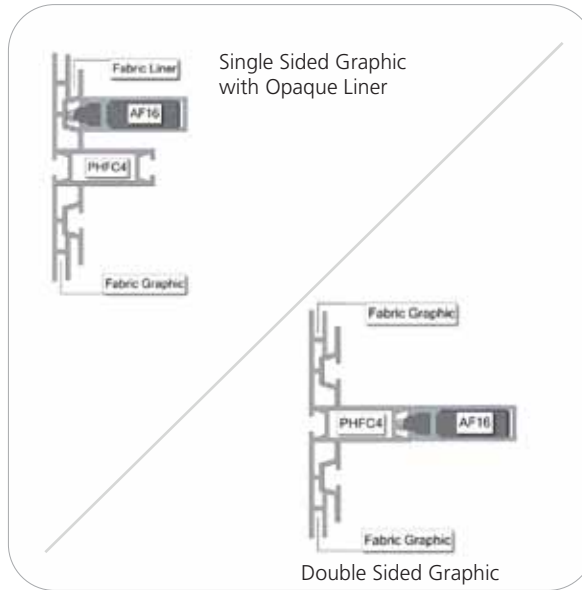 Fabric Liner
Single Sided Graphic
with Opaque Liner
AF16
PHFC4
Fabric Graphic
Fabric Graphic
PHFC4
AF16
Fabric Graphic
Double Sided Graphic